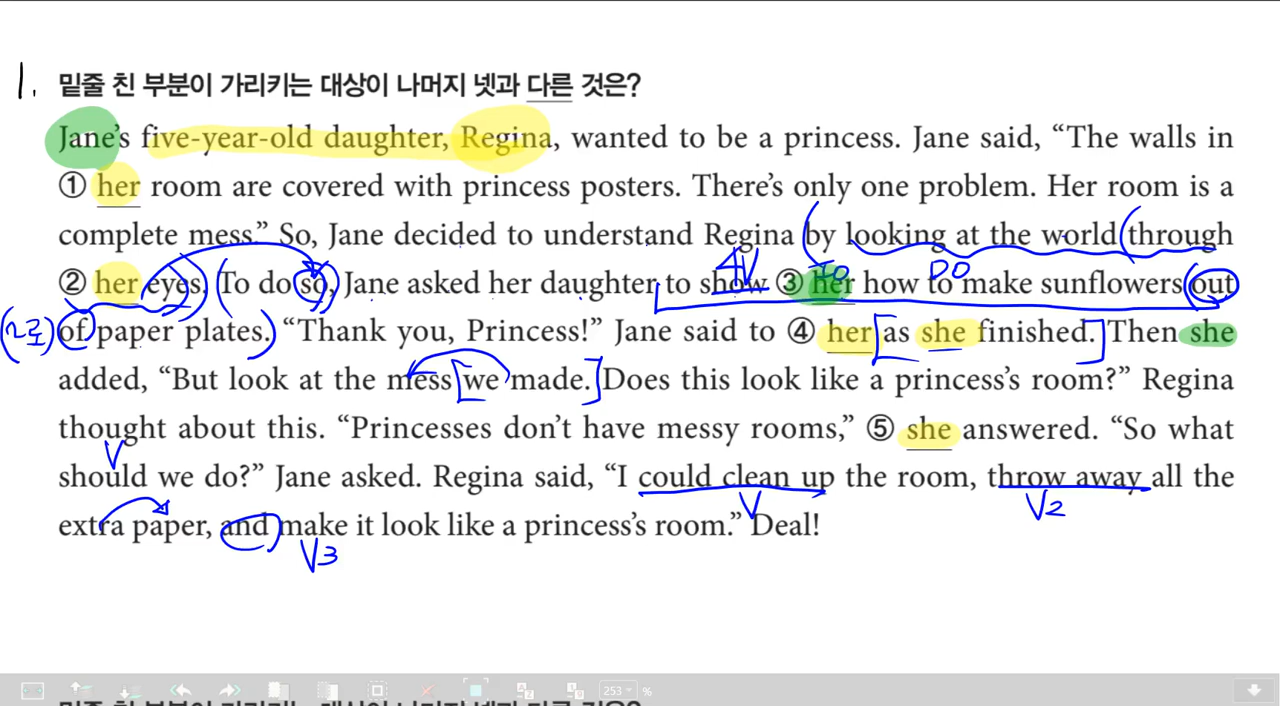 1. 밑줄 친 부분이 가리키는 대상이 나머지 넷과 다른 것은?
Jane's five-year-old daughter, Regina, wanted to be a princess. Jane said, “The walls in
① her room are covered with princess posters. There's only one problem. Her room is a
complete mess.” So, Jane decided to understand Regina by looking at the world through
4V IO DO
② her eyes. To do so, Jane asked her daughter to show ③ her how to make sunflowers out
(~로) of paper plates. “Thank you, Princess!” Jane said to ④ her [as she finished.] Then she
added, “But look at the mess [we made.] Does this look like a princess's room?” Regina
thought about this. “Princesses don't have messy rooms,” ⑤ she answered. “So what
V
should we do?” Jane asked. Regina said, “I could clean up the room, throw away all the
V V2
extra paper, and make it look like a princess's room.” Deal!
V3
253 %